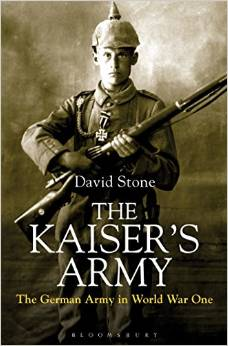 David Stone
THE
KAISER'S
ARMY
The German Army in World War One
BLOOMSBURY